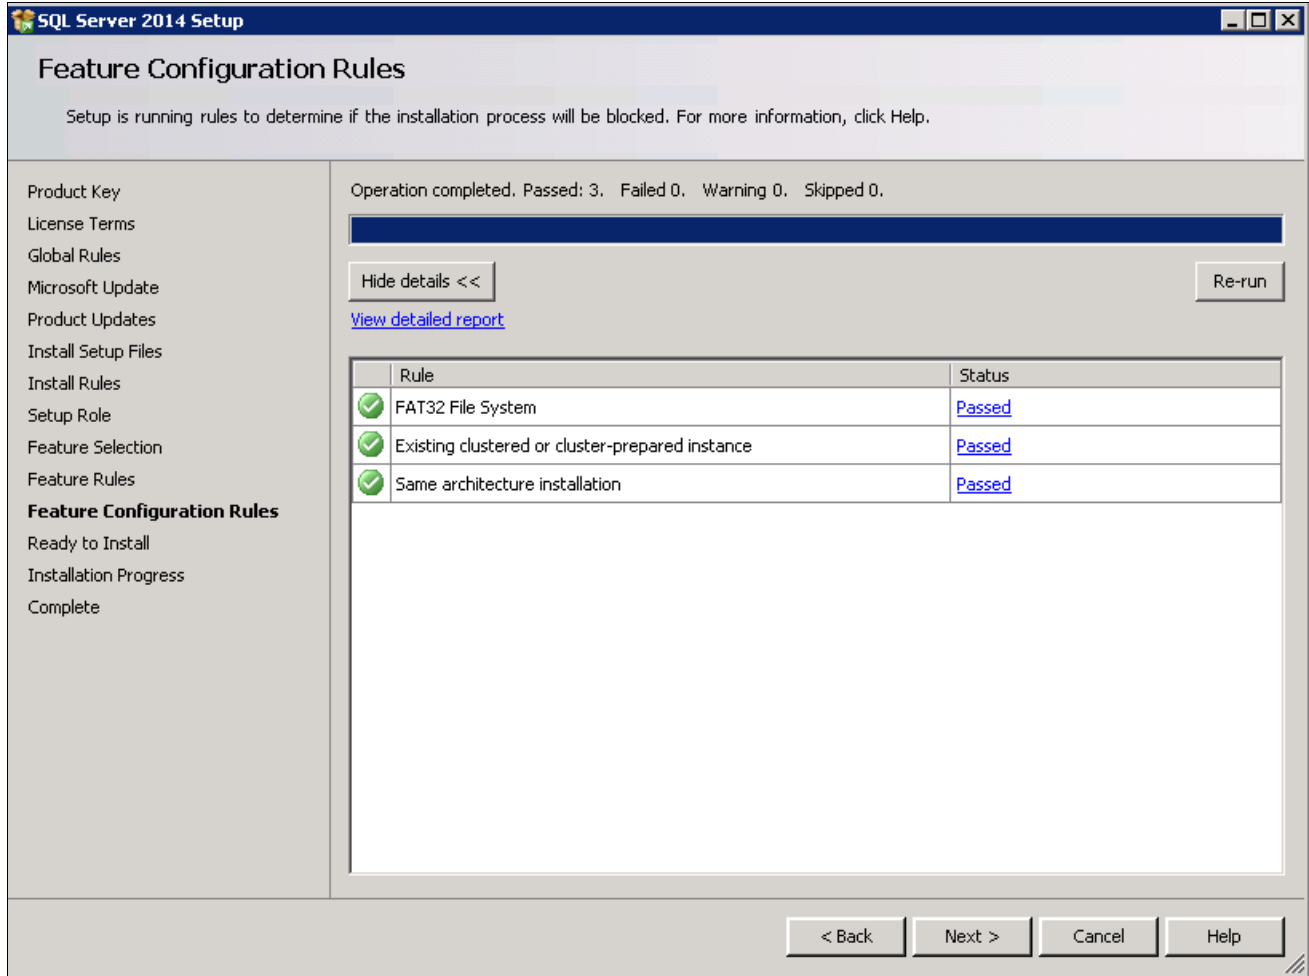 SQL Server 2014 Setup
Feature Configuration Rules
Setup is running rules to determine if the installation process will be blocked. For more information, click Help.
Product Key
License Terms
Global Rules
Microsoft Update
Product Updates
Install Setup Files
Install Rules
Setup Role
Feature Selection
Feature Rules
Feature Configuration Rules
Ready to Install
Installation Progress
Complete
Operation completed. Passed: 3. Failed 0. Warning 0. Skipped 0.
Hide details <<
Re-run
View detailed report
Rule Status
FAT32 File System Passed
Existing clustered or cluster-prepared instance Passed
Same architecture installation Passed
< Back Next > Cancel Help